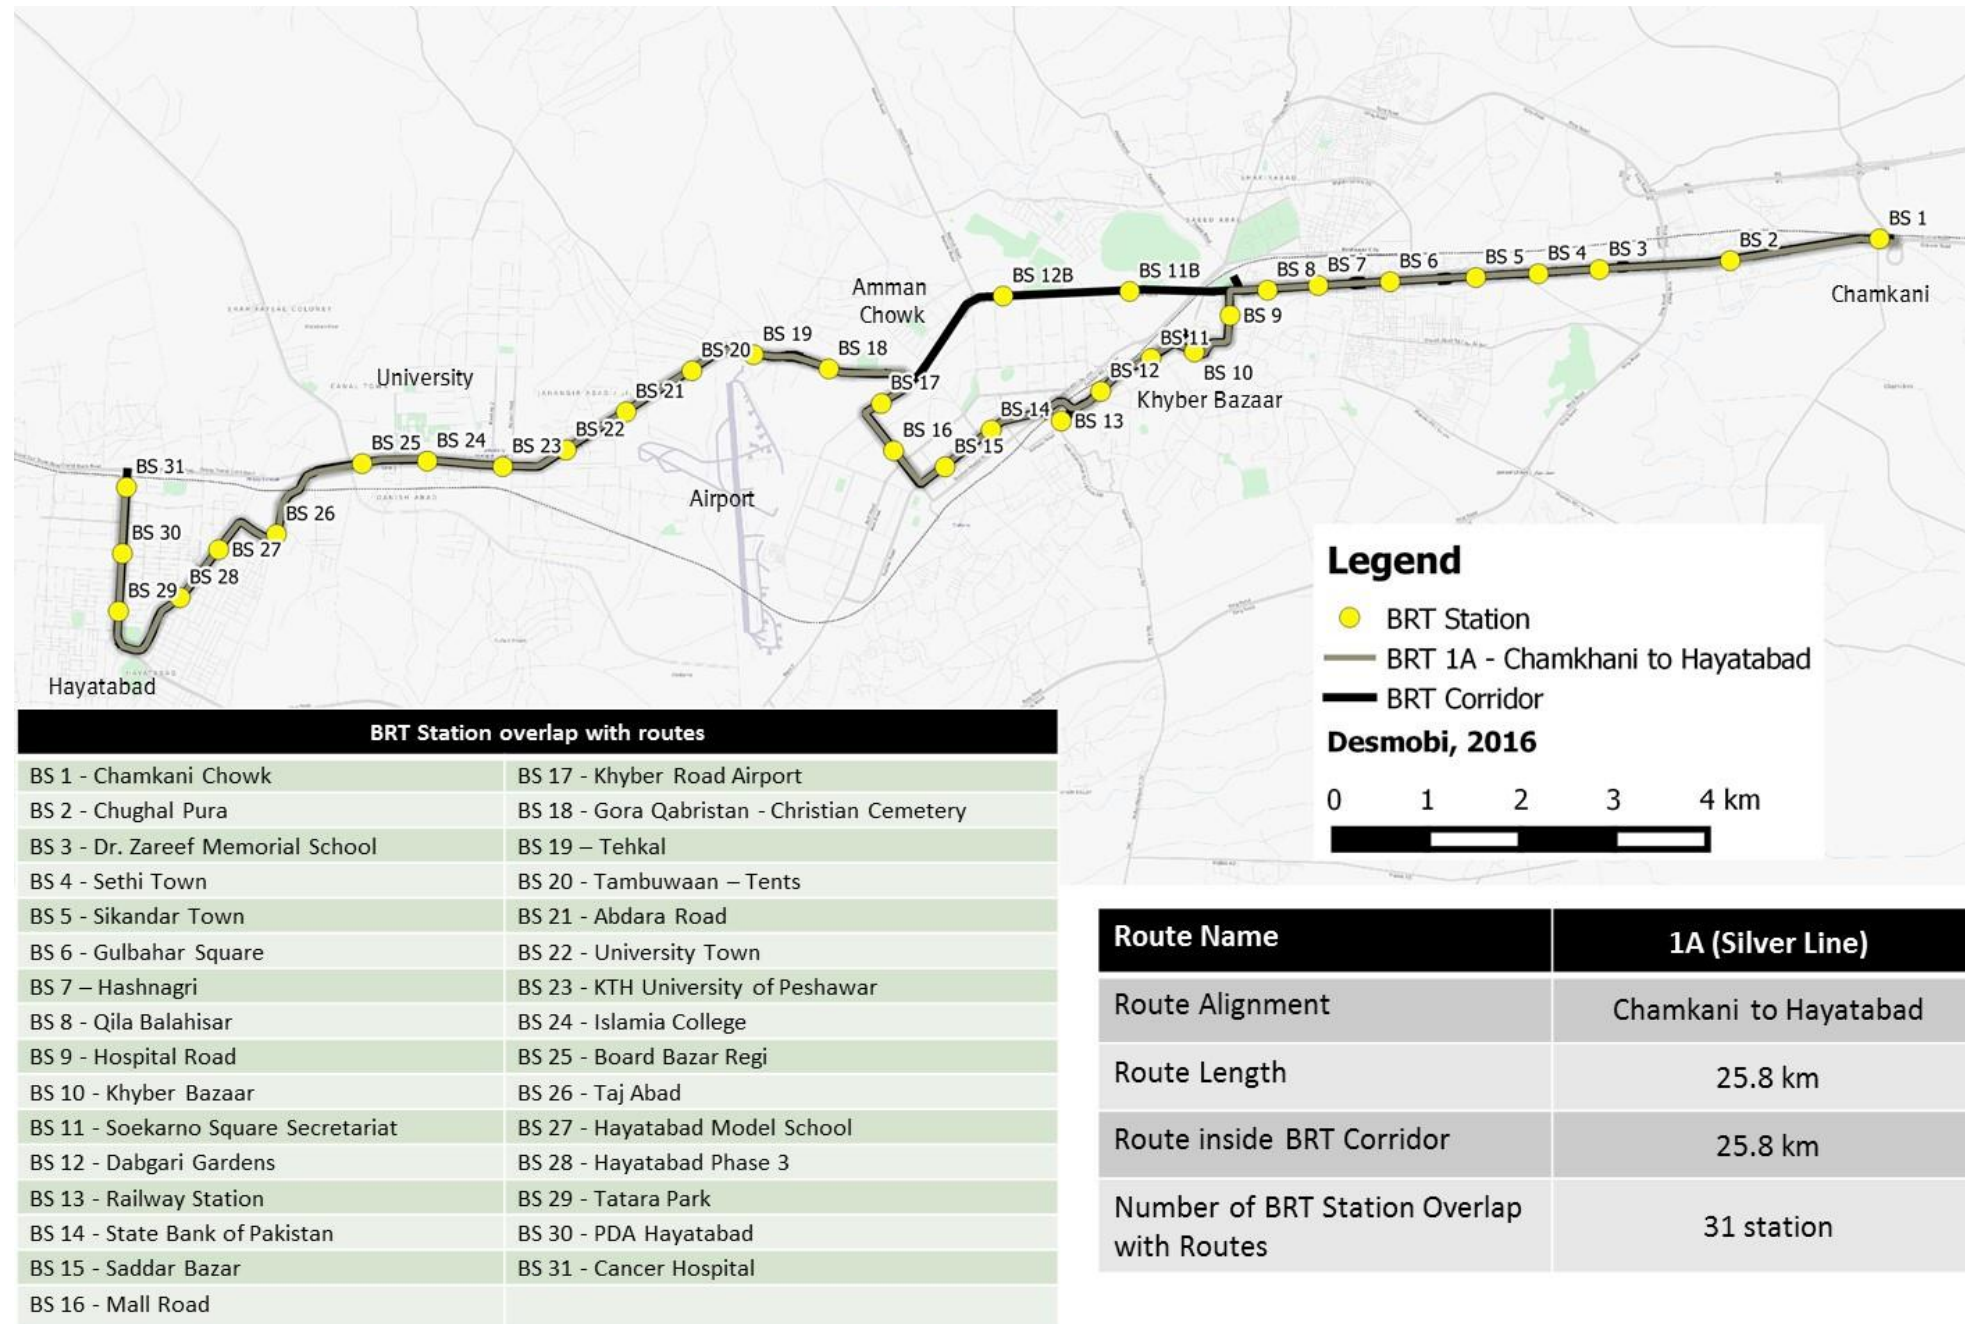 BS 1
BS 2
BS 3
BS 4
BS 5
BS 6
BS 7
BS 8
BS 9
BS 11B
BS 12B
Chamkani
Amman
Chowk
BS 11
BS 10
BS 12
Khyber Bazaar
BS 13
BS 14
BS 15
BS 16
BS 17
BS 18
BS 19
BS 20
BS 21
BS 22
BS 23
BS 24
BS 25
University
Airport
BS 26
BS 27
BS 28
BS 29
BS 30
BS 31
Hayatabad
Legend
BRT Station
BRT 1A - Chamkhani to Hayatabad
BRT Corridor
Desmobi, 2016
0 1 2 3 4 km
BRT Station overlap with routes
BS 1 - Chamkani Chowk BS 17 - Khyber Road Airport
BS 2 - Chughal Pura BS 18 - Gora Qabristan - Christian Cemetery
BS 3 - Dr. Zareef Memorial School BS 19 – Tehkal
BS 4 - Sethi Town BS 20 - Tambuwaan – Tents
BS 5 - Sikandar Town BS 21 - Abdara Road
BS 6 - Gulbahar Square BS 22 - University Town
BS 7 – Hashnagri BS 23 - KTH University of Peshawar
BS 8 - Qila Balahisar BS 24 - Islamia College
BS 9 - Hospital Road BS 25 - Board Bazar Regi
BS 10 - Khyber Bazaar BS 26 - Taj Abad
BS 11 - Soekarno Square Secretariat BS 27 - Hayatabad Model School
BS 12 - Dabgari Gardens BS 28 - Hayatabad Phase 3
BS 13 - Railway Station BS 29 - Tatara Park
BS 14 - State Bank of Pakistan BS 30 - PDA Hayatabad
BS 15 - Saddar Bazar BS 31 - Cancer Hospital
BS 16 - Mall Road
Route Name 1A (Silver Line)
Route Alignment Chamkani to Hayatabad
Route Length 25.8 km
Route inside BRT Corridor 25.8 km
Number of BRT Station Overlap
with Routes 31 station